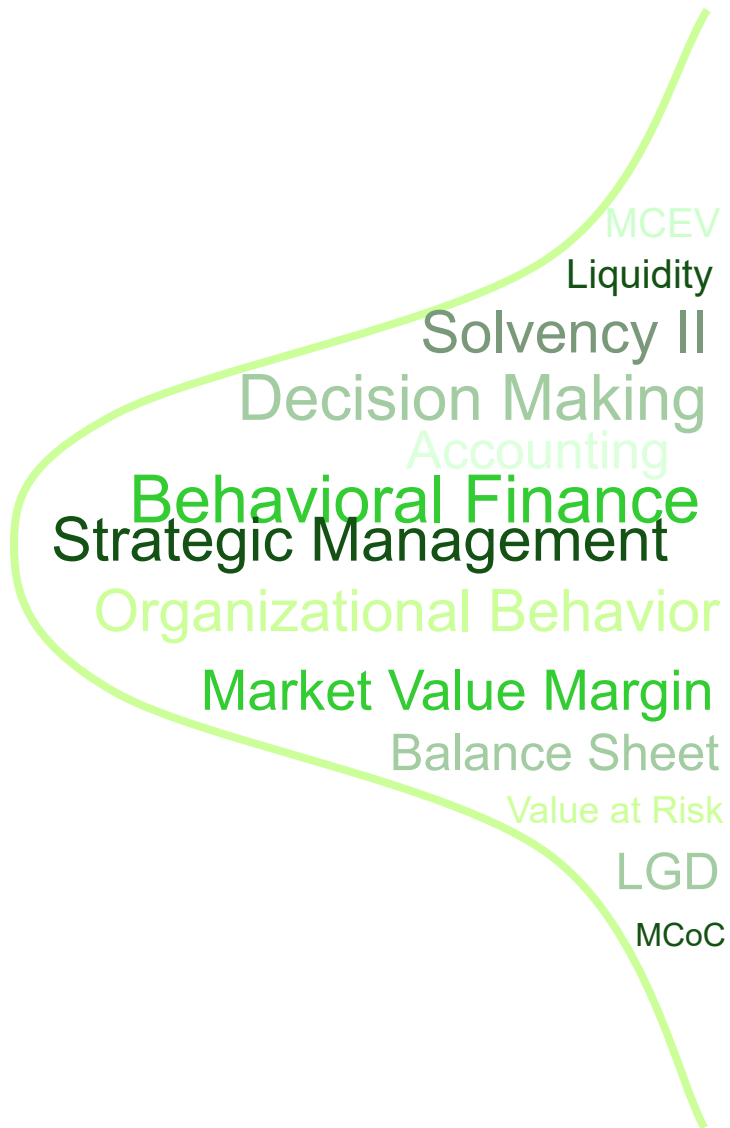 MCEV
Liquidity
Solvency II
Decision Making
Accounting
Behavioral Finance
Strategic Management
Organizational Behavior
Market Value Margin
Balance Sheet
Value at Risk
LGD
MCoC